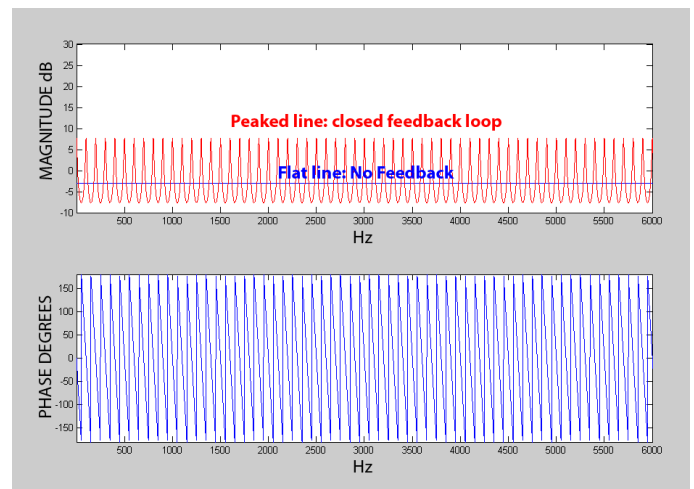 30
25
20
15
10
5
0
-5
-10
MAGNITUDE dB
Peaked line: closed feedback loop
Flat line: No Feedback
500 1000 1500 2000 2500 3000 3500 4000 4500 5000 5500 6000
Hz
150
100
50
0
-50
-100
-150
PHASE DEGREES
500 1000 1500 2000 2500 3000 3500 4000 4500 5000 5500 6000
Hz